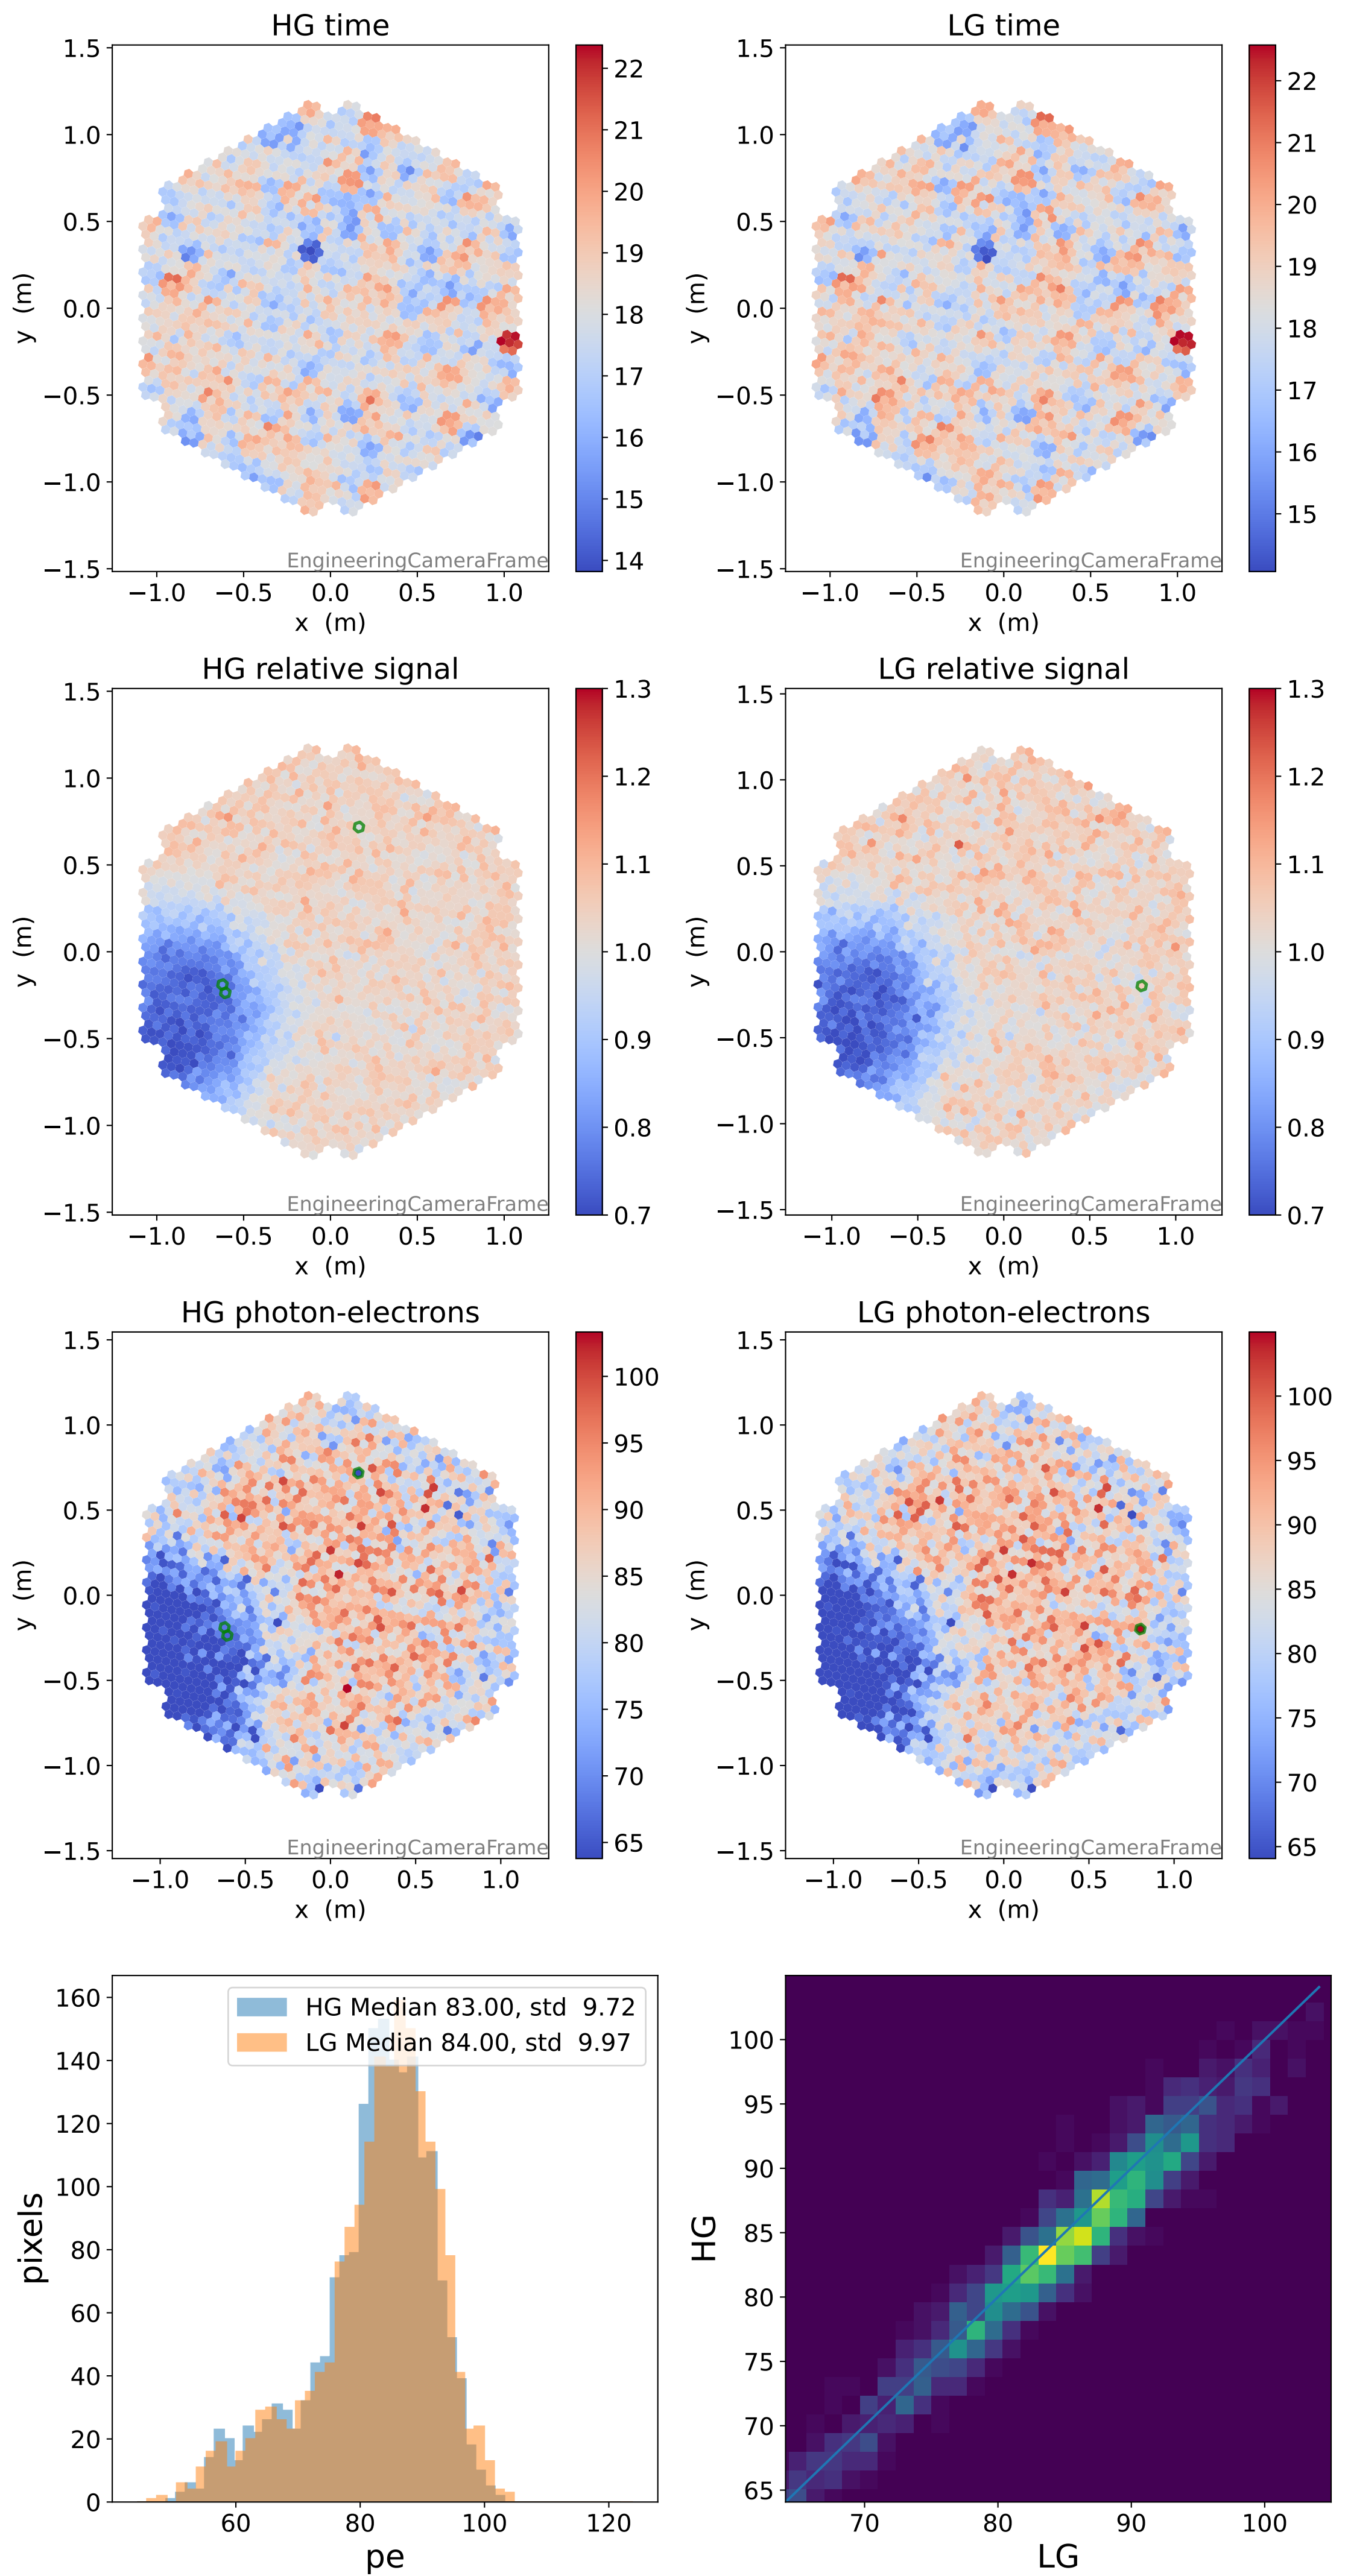 HG time
LG time
1.5
1.0
0.5
0.0
−0.5
−1.0
−1.5
y (m)
−1.0 −0.5 0.0 0.5 1.0
x (m)
EngineeringCameraFrame
22
21
20
19
18
17
16
15
14
1.5
1.0
0.5
0.0
−0.5
−1.0
−1.5
y (m)
−1.0 −0.5 0.0 0.5 1.0
x (m)
EngineeringCameraFrame
22
21
20
19
18
17
16
15
HG relative signal
LG relative signal
1.5
1.0
0.5
0.0
−0.5
−1.0
−1.5
y (m)
−1.0 −0.5 0.0 0.5 1.0
x (m)
EngineeringCameraFrame
1.3
1.2
1.1
1.0
0.9
0.8
0.7
1.5
1.0
0.5
0.0
−0.5
−1.0
−1.5
y (m)
−1.0 −0.5 0.0 0.5 1.0
x (m)
EngineeringCameraFrame
1.3
1.2
1.1
1.0
0.9
0.8
0.7
HG photon-electrons
LG photon-electrons
1.5
1.0
0.5
0.0
−0.5
−1.0
−1.5
y (m)
−1.0 −0.5 0.0 0.5 1.0
x (m)
EngineeringCameraFrame
100
95
90
85
80
75
70
65
1.5
1.0
0.5
0.0
−0.5
−1.0
−1.5
y (m)
−1.0 −0.5 0.0 0.5 1.0
x (m)
EngineeringCameraFrame
100
95
90
85
80
75
70
65
HG Median 83.00, std 9.72
LG Median 84.00, std 9.97
160
140
120
100
80
60
40
20
0
pixels
60 80 100 120
pe
100
95
90
85
80
75
70
65
HG
70 80 90 100
LG